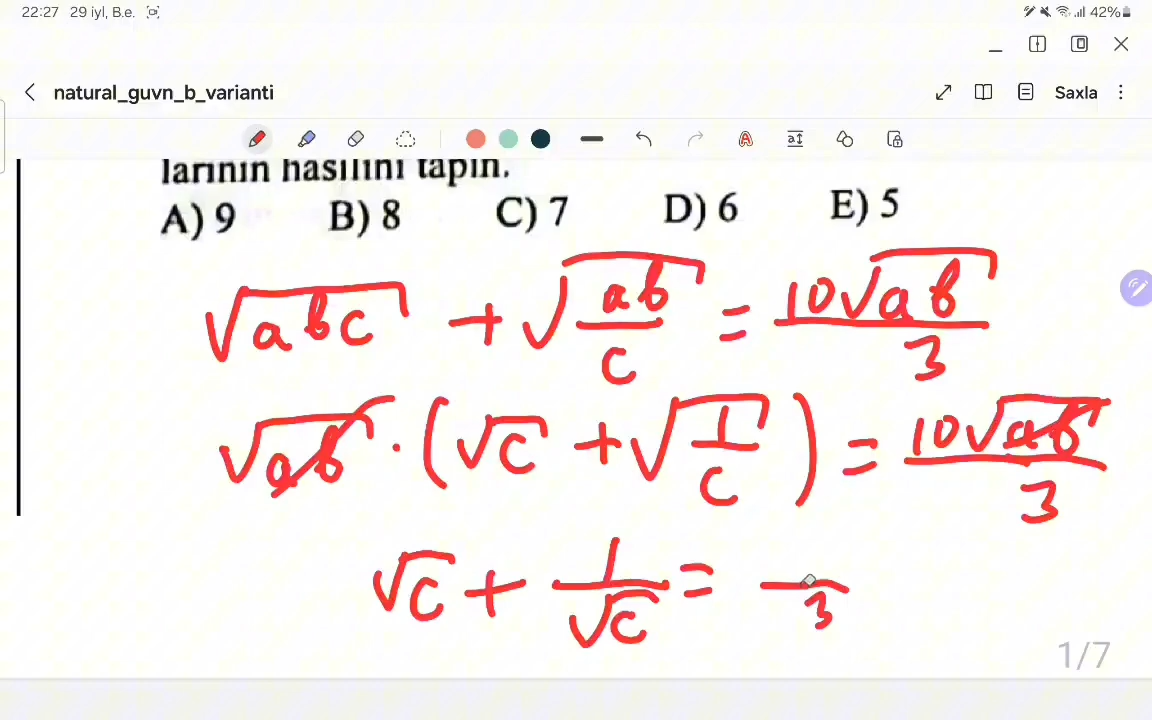 22:27 29 iyl, B.e. 42%
natural_guvn_b_varianti Saxla
larının hasilini tapın.
A) 9 B) 8 C) 7 D) 6 E) 5
√abc + √(ab/c) = 10√ab/3
√ab · (√c + √(1/c)) = 10√ab/3
√c + 1/√c = /3
1/7